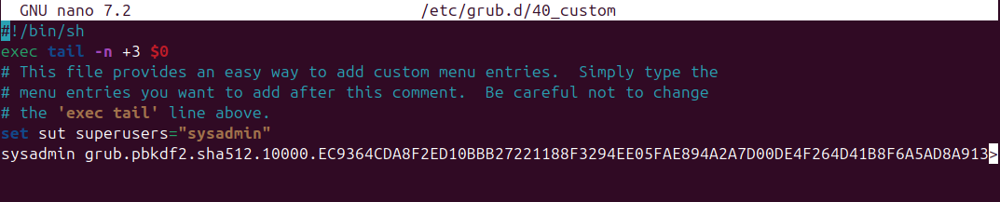 GNU nano 7.2 /etc/grub.d/40_custom
#!/bin/sh
exec tail -n +3 $0
# This file provides an easy way to add custom menu entries.  Simply type the
# menu entries you want to add after this comment.  Be careful not to change
# the 'exec tail' line above.
set sut superusers="sysadmin"
sysadmin grub.pbkdf2.sha512.10000.EC9364CDA8F2ED10BBB27221188F3294EE05FAE894A2A7D00DE4F264D41B8F6A5AD8A913>